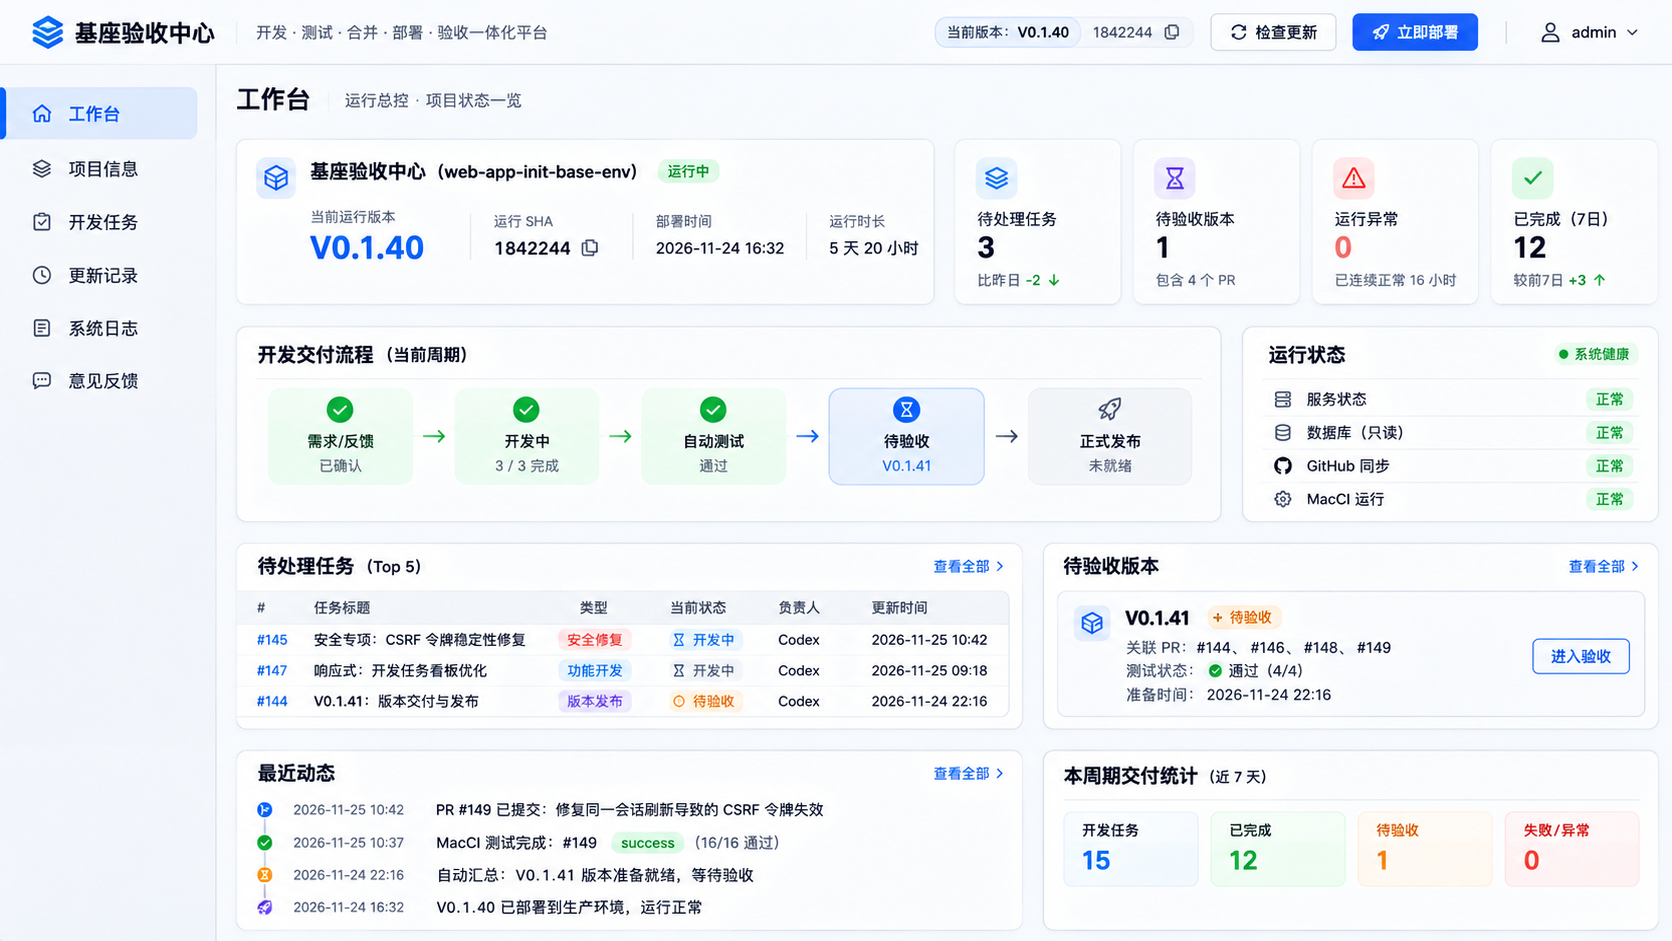 基座验收中心
开发 · 测试 · 合并 · 部署 · 验收一体化平台
当前版本：V0.1.40
1842244
检查更新
立即部署
admin
工作台
项目信息
开发任务
更新记录
系统日志
意见反馈
工作台
运行总控 · 项目状态一览
基座验收中心（web-app-init-base-env）
运行中
当前运行版本
V0.1.40
运行 SHA
1842244
部署时间
2026-11-24 16:32
运行时长
5 天 20 小时
待处理任务
3
比昨日 -2 ↓
待验收版本
1
包含 4 个 PR
运行异常
0
已连续正常 16 小时
已完成（7日）
12
较前7日 +3 ↑
开发交付流程（当前周期）
需求/反馈
已确认
开发中
3 / 3 完成
自动测试
通过
待验收
V0.1.41
正式发布
未就绪
运行状态
系统健康
服务状态 正常
数据库（只读） 正常
GitHub 同步 正常
MacCI 运行 正常
待处理任务（Top 5）
查看全部
# 任务标题 类型 当前状态 负责人 更新时间
#145 安全专项：CSRF 令牌稳定性修复 安全修复 开发中 Codex 2026-11-25 10:42
#147 响应式：开发任务看板优化 功能开发 开发中 Codex 2026-11-25 09:18
#144 V0.1.41：版本交付与发布 版本发布 待验收 Codex 2026-11-24 22:16
待验收版本
查看全部
V0.1.41
+ 待验收
关联 PR：#144、#146、#148、#149
测试状态：通过（4/4）
准备时间：2026-11-24 22:16
进入验收
最近动态
查看全部
2026-11-25 10:42 PR #149 已提交：修复同一会话刷新导致的 CSRF 令牌失效
2026-11-25 10:37 MacCI 测试完成：#149 success（16/16 通过）
2026-11-24 22:16 自动汇总：V0.1.41 版本准备就绪，等待验收
2026-11-24 16:32 V0.1.40 已部署到生产环境，运行正常
本周期交付统计（近 7 天）
开发任务
15
已完成
12
待验收
1
失败/异常
0